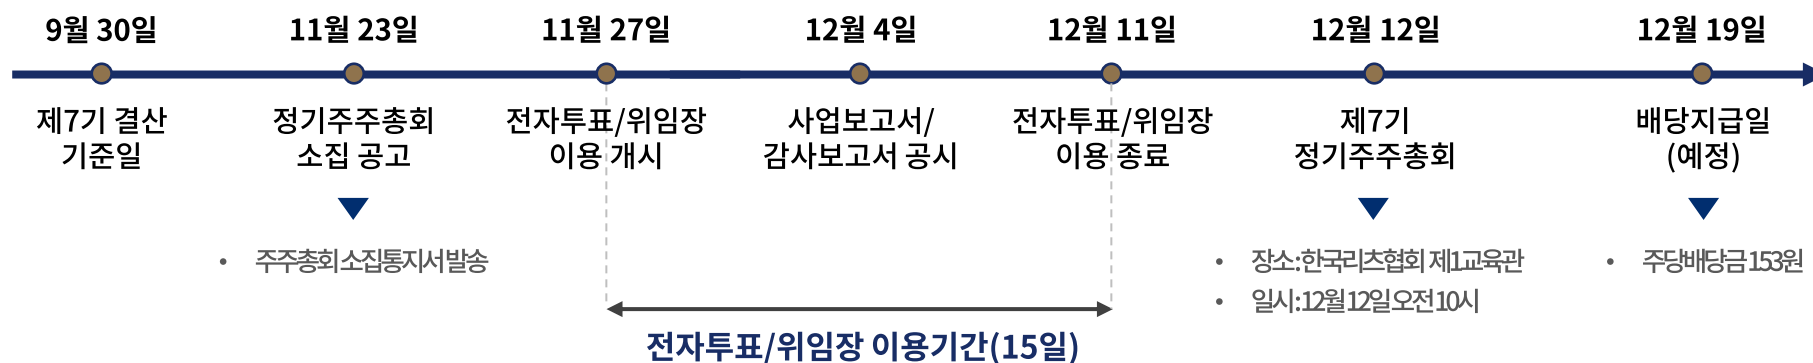 9월 30일
11월 23일
11월 27일
12월 4일
12월 11일
12월 12일
12월 19일
제7기 결산
기준일
정기주주총회
소집 공고
전자투표/위임장
이용 개시
사업보고서/
감사보고서 공시
전자투표/위임장
이용 종료
제7기
정기주주총회
배당지급일
(예정)
• 주주총회 소집통지서 발송
• 장소:한국리츠협회 제1교육관
• 일시:12월 12일 오전 10시
• 주당배당금 153원
전자투표/위임장 이용기간(15일)